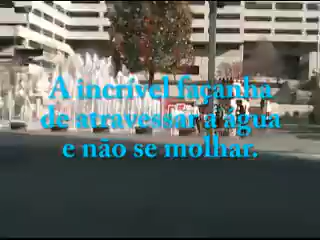 A incrível façanha
de atravessar a água
e não se molhar.